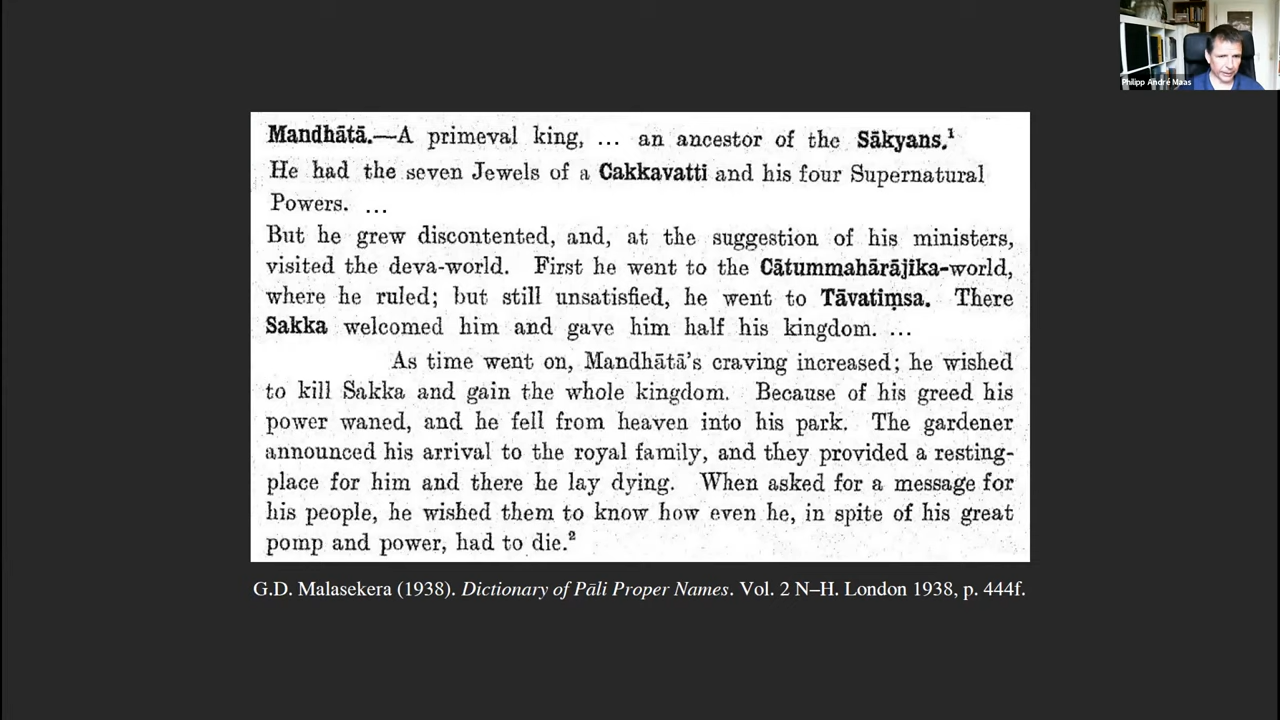 Philipp André Maas
Mandhātā.—A primeval king, ... an ancestor of the Sākyans.¹
He had the seven Jewels of a Cakkavatti and his four Supernatural
Powers. ...
But he grew discontented, and, at the suggestion of his ministers,
visited the deva-world. First he went to the Cātummahārājika-world,
where he ruled; but still unsatisfied, he went to Tāvatiṃsa. There
Sakka welcomed him and gave him half his kingdom. ...
As time went on, Mandhātā's craving increased; he wished
to kill Sakka and gain the whole kingdom. Because of his greed his
power waned, and he fell from heaven into his park. The gardener
announced his arrival to the royal family, and they provided a resting-
place for him and there he lay dying. When asked for a message for
his people, he wished them to know how even he, in spite of his great
pomp and power, had to die.²
G.D. Malasekera (1938). Dictionary of Pāli Proper Names. Vol. 2 N–H. London 1938, p. 444f.